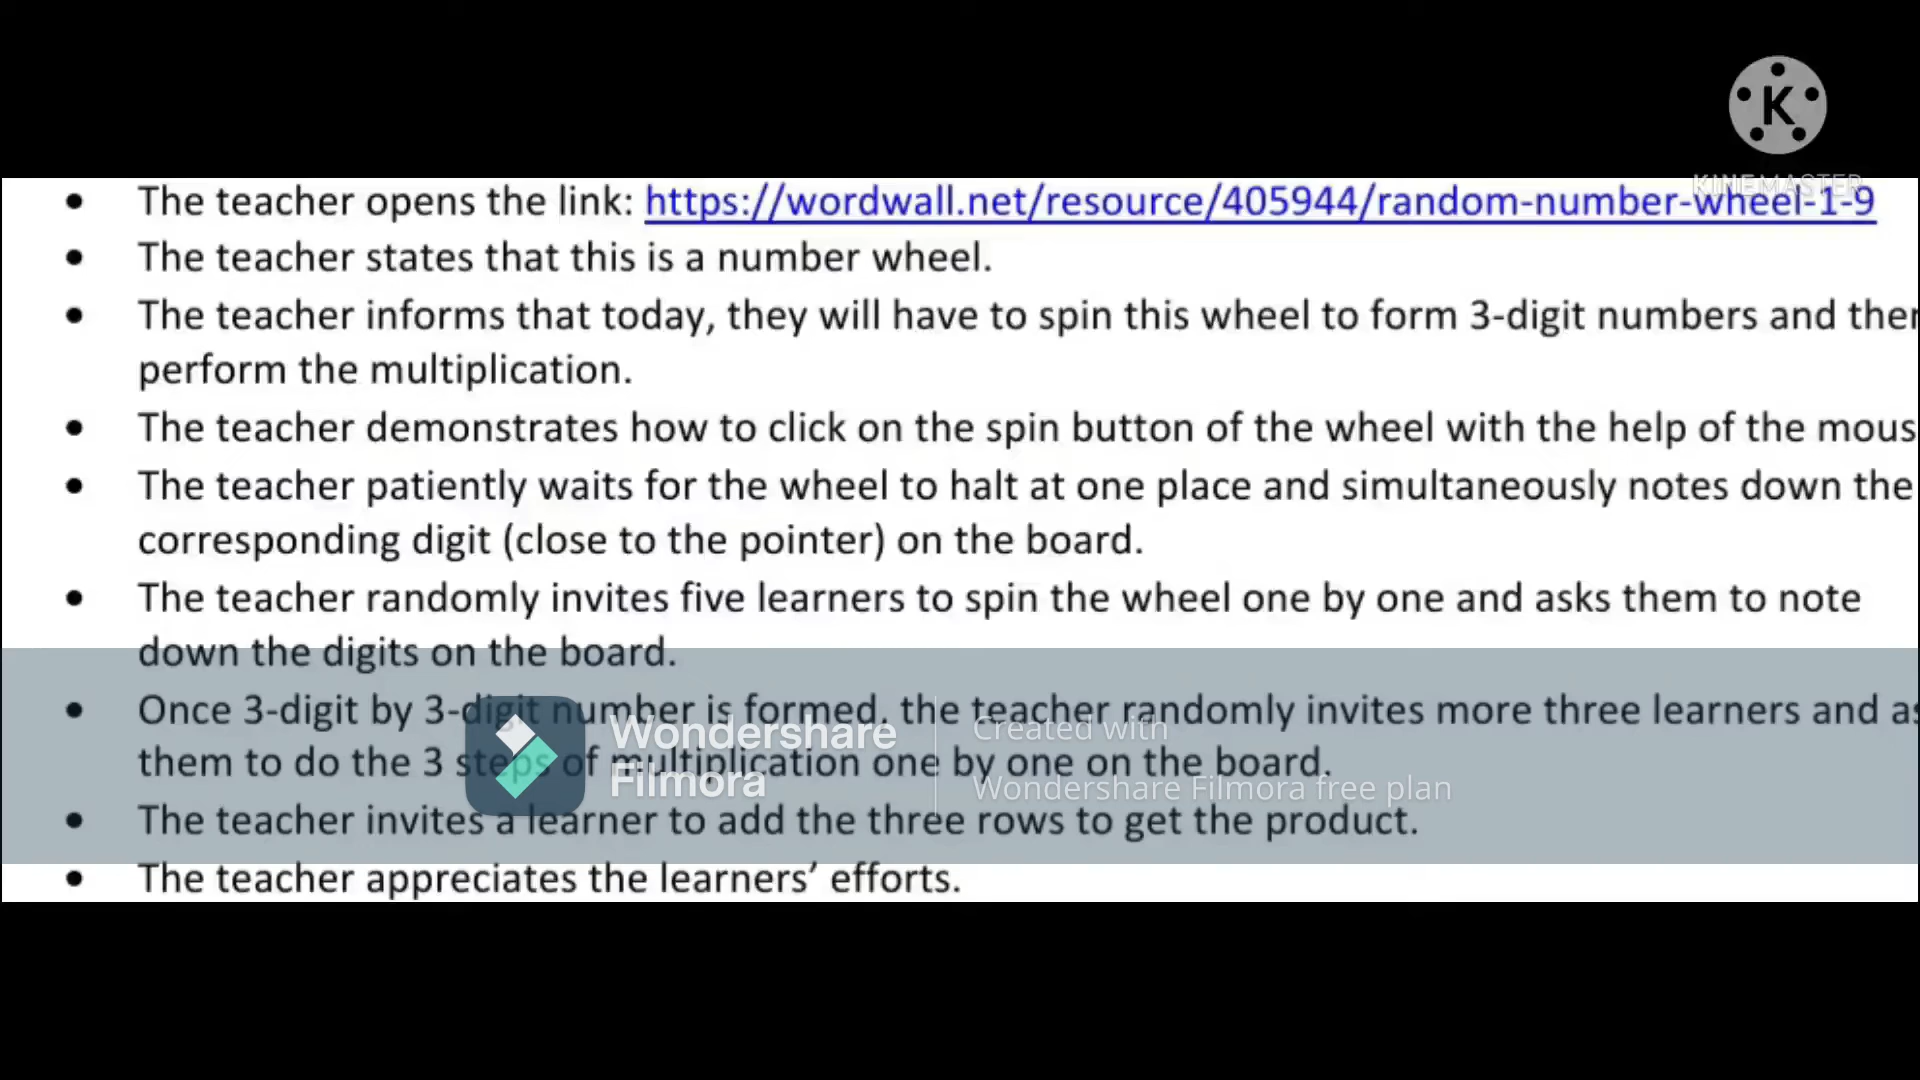 K
KINEMASTER
• The teacher opens the link: https://wordwall.net/resource/405944/random-number-wheel-1-9
• The teacher states that this is a number wheel.
• The teacher informs that today, they will have to spin this wheel to form 3-digit numbers and then
perform the multiplication.
• The teacher demonstrates how to click on the spin button of the wheel with the help of the mous
• The teacher patiently waits for the wheel to halt at one place and simultaneously notes down the
corresponding digit (close to the pointer) on the board.
• The teacher randomly invites five learners to spin the wheel one by one and asks them to note
down the digits on the board.
• Once 3-digit by 3-digit number is formed, the teacher randomly invites more three learners and as
them to do the 3 steps of multiplication one by one on the board.
• The teacher invites a learner to add the three rows to get the product.
• The teacher appreciates the learners’ efforts.
Wondershare
Filmora
Created with
Wondershare Filmora free plan